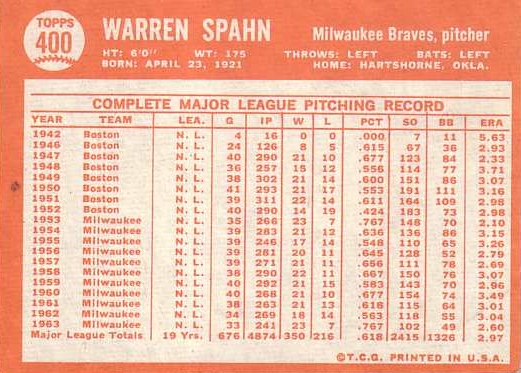 TOPPS
400
WARREN SPAHN
Milwaukee Braves, pitcher
HT: 6'0" WT: 175 THROWS: LEFT BATS: LEFT
BORN: APRIL 23, 1921 HOME: HARTSHORNE, OKLA.
COMPLETE MAJOR LEAGUE PITCHING RECORD
YEAR TEAM LEA. G IP W L PCT SO BB ERA
1942 Boston N. L. 4 16 0 0 .000 7 11 5.63
1946 Boston N. L. 24 126 8 5 .615 67 36 2.93
1947 Boston N. L. 40 290 21 10 .677 123 84 2.33
1948 Boston N. L. 36 257 15 12 .556 114 77 3.71
1949 Boston N. L. 38 302 21 14 .600 151 86 3.07
1950 Boston N. L. 41 293 21 17 .553 191 111 3.16
1951 Boston N. L. 39 311 22 14 .611 164 109 2.98
1952 Boston N. L. 40 290 14 19 .424 183 73 2.98
1953 Milwaukee N. L. 35 266 23 7 .767 148 70 2.10
1954 Milwaukee N. L. 39 283 21 12 .636 136 86 3.15
1955 Milwaukee N. L. 39 246 17 14 .548 110 65 3.26
1956 Milwaukee N. L. 39 281 20 11 .645 128 52 2.79
1957 Milwaukee N. L. 39 271 21 11 .656 111 78 2.69
1958 Milwaukee N. L. 38 290 22 11 .667 150 76 3.07
1959 Milwaukee N. L. 40 292 21 15 .583 143 70 2.96
1960 Milwaukee N. L. 40 268 21 10 .677 154 74 3.49
1961 Milwaukee N. L. 38 263 21 13 .618 115 64 3.01
1962 Milwaukee N. L. 34 269 18 14 .563 118 55 3.04
1963 Milwaukee N. L. 33 241 23 7 .767 102 49 2.60
Major League Totals 19 Yrs. 676 4874 350 216 .618 2415 1326 2.97
©T.C.G. PRINTED IN U.S.A.